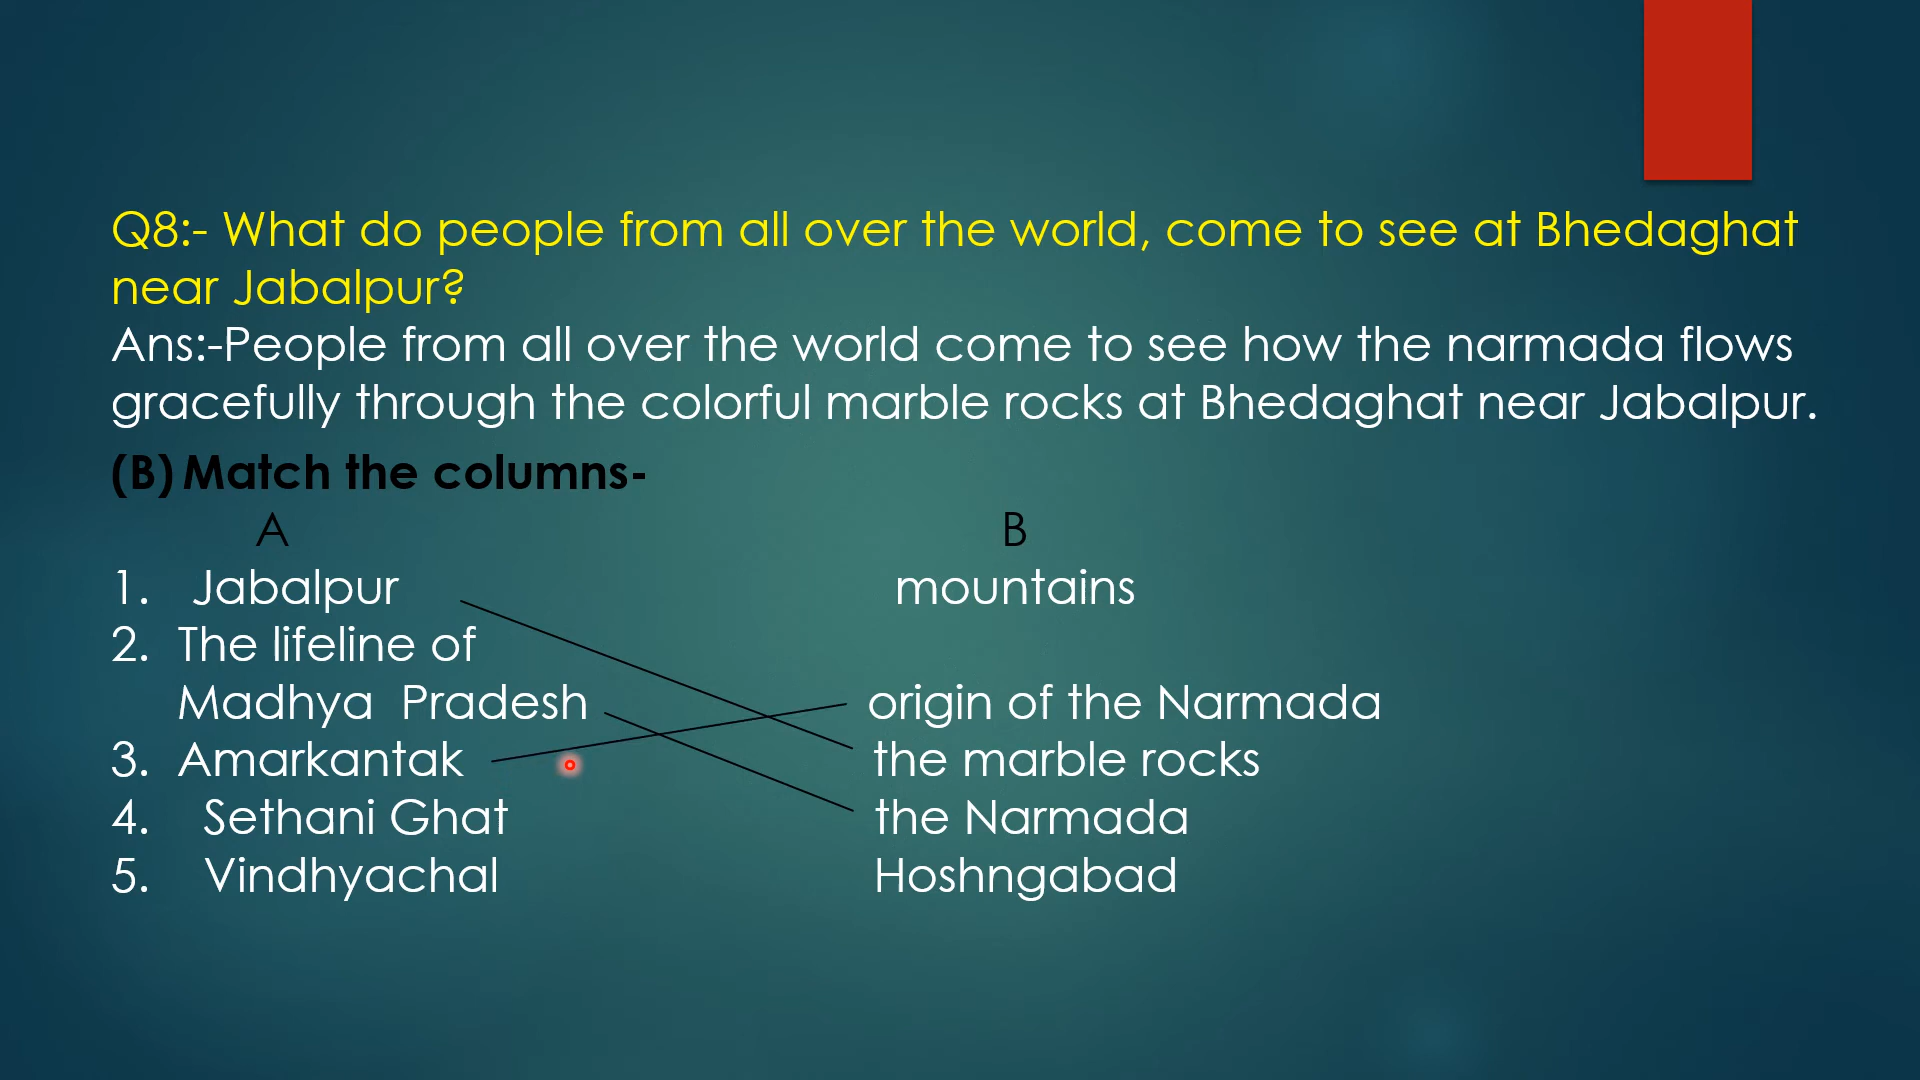 Q8:- What do people from all over the world, come to see at Bhedaghat
near Jabalpur?
Ans:-People from all over the world come to see how the narmada flows
gracefully through the colorful marble rocks at Bhedaghat near Jabalpur.
(B) Match the columns-
A B
1. Jabalpur mountains
2. The lifeline of
Madhya Pradesh origin of the Narmada
3. Amarkantak the marble rocks
4. Sethani Ghat the Narmada
5. Vindhyachal Hoshngabad